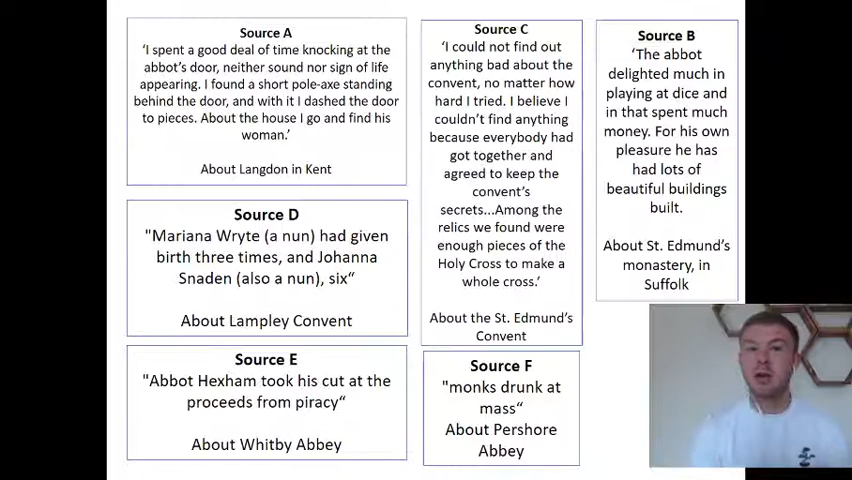 Source A
‘I spent a good deal of time knocking at the
abbot’s door, neither sound nor sign of life
appearing. I found a short pole-axe standing
behind the door, and with it I dashed the door
to pieces. About the house I go and find his
woman.’
About Langdon in Kent
Source C
‘I could not find out
anything bad about the
convent, no matter how
hard I tried. I believe I
couldn’t find anything
because everybody had
got together and
agreed to keep the
convent’s
secrets...Among the
relics we found were
enough pieces of the
Holy Cross to make a
whole cross.’
About the St. Edmund’s
Convent
Source B
‘The abbot
delighted much in
playing at dice and
in that spent much
money. For his own
pleasure he has
had lots of
beautiful buildings
built.
About St. Edmund’s
monastery, in
Suffolk
Source D
"Mariana Wryte (a nun) had given
birth three times, and Johanna
Snaden (also a nun), six“
About Lampley Convent
Source E
"Abbot Hexham took his cut at the
proceeds from piracy“
About Whitby Abbey
Source F
"monks drunk at
mass“
About Pershore
Abbey